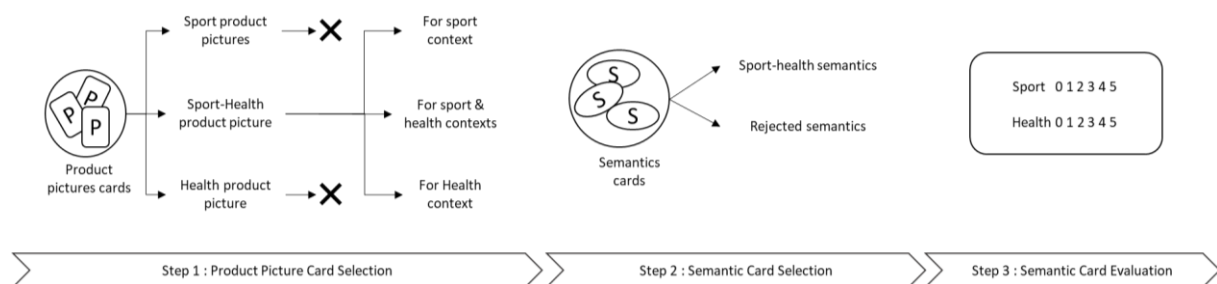 Sport product
pictures
For sport
context
P
P
P
Sport-Health
product picture
For sport &
health contexts
Product
pictures cards
Health product
picture
For Health
context
S
S
S
Semantics
cards
Sport-health semantics
Rejected semantics
Sport 0 1 2 3 4 5
Health 0 1 2 3 4 5
Step 1 : Product Picture Card Selection
Step 2 : Semantic Card Selection
Step 3 : Semantic Card Evaluation